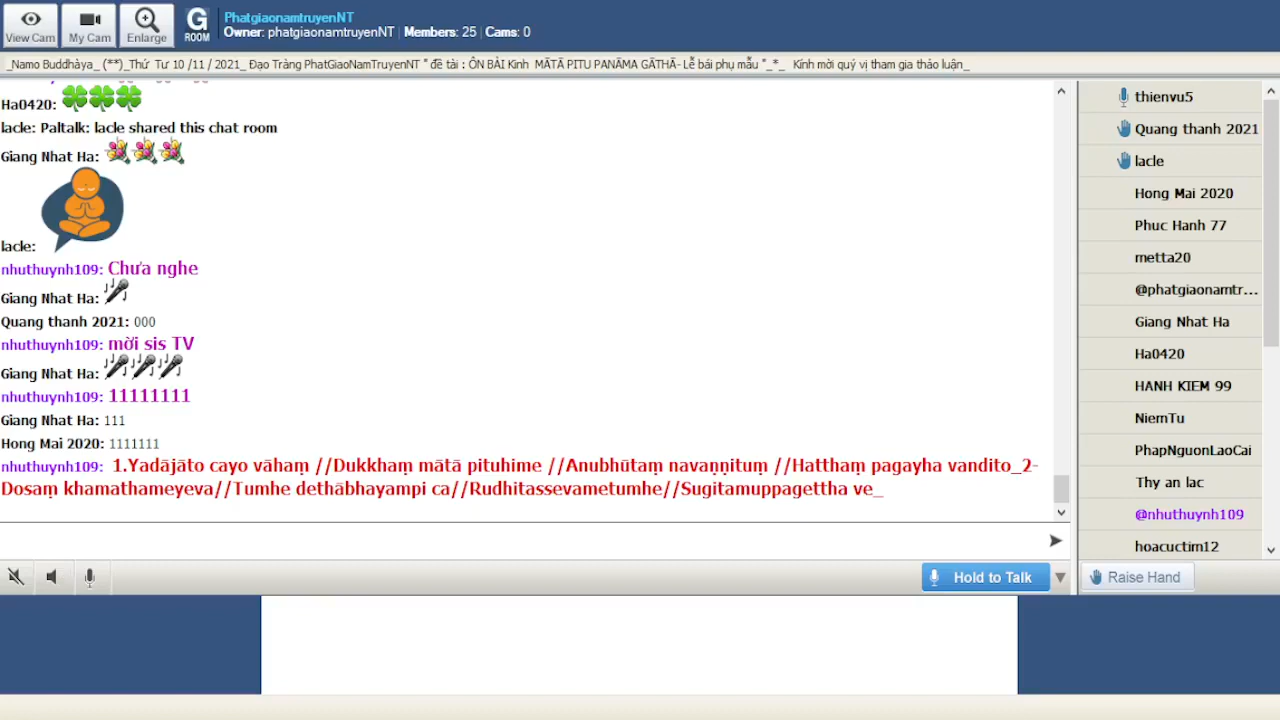 View Cam
My Cam
Enlarge
G
ROOM
PhatgiaonamtruyenNT
Owner: phatgiaonamtruyenNT | Members: 25 | Cams: 0
_Namo Buddhàya_ (**)_Thứ Tư 10 /11 / 2021_ Đạo Tràng PhatGiaoNamTruyenNT " đề tài : ÔN BÀI Kinh MĀTĀ PITU PANĀMA GĀTHĀ- Lễ bái phụ mẫu "_*_ Kính mời quý vị tham gia thảo luận_
Ha0420:
lacle: Paltalk: lacle shared this chat room
Giang Nhat Ha:
lacle:
nhuthuynh109: Chưa nghe
Giang Nhat Ha:
Quang thanh 2021: 000
nhuthuynh109: mời sis TV
Giang Nhat Ha:
nhuthuynh109: 11111111
Giang Nhat Ha: 111
Hong Mai 2020: 1111111
nhuthuynh109: 1.Yadājāto cayo vāhaṃ //Dukkhaṃ mātā pituhime //Anubhūtaṃ navaṇṇituṃ //Hatthaṃ pagayha vandito_2-
Dosaṃ khamathameyeva//Tumhe dethābhayampi ca//Rudhitassevametumhe//Sugitamuppagettha ve_
Hold to Talk
thienvu5
Quang thanh 2021
lacle
Hong Mai 2020
Phuc Hanh 77
metta20
@phatgiaonamtr...
Giang Nhat Ha
Ha0420
HANH KIEM 99
NiemTu
PhapNguonLaoCai
Thy an lac
@nhuthuynh109
hoacuctim12
Raise Hand